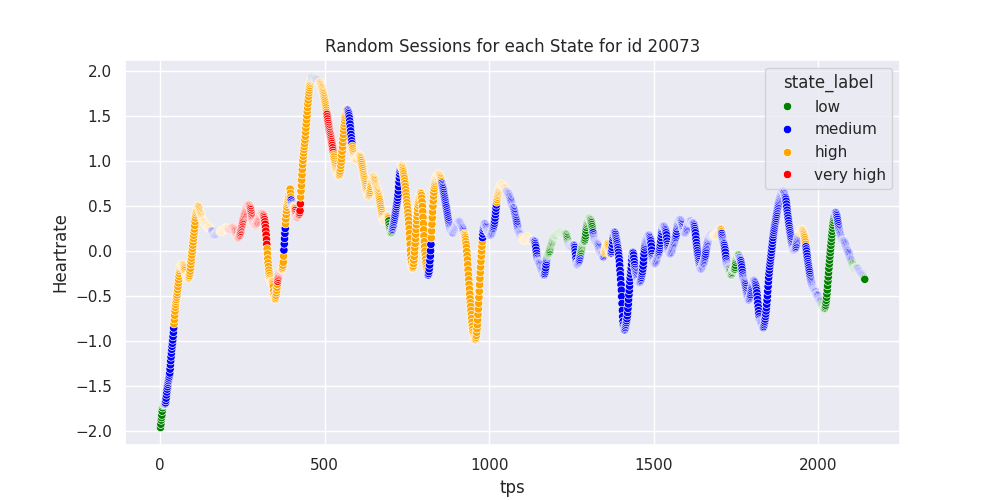 Random Sessions for each State for id 20073
2.0
1.5
1.0
0.5
0.0
−0.5
−1.0
−1.5
−2.0
Heartrate
state_label
low
medium
high
very high
0 500 1000 1500 2000
tps